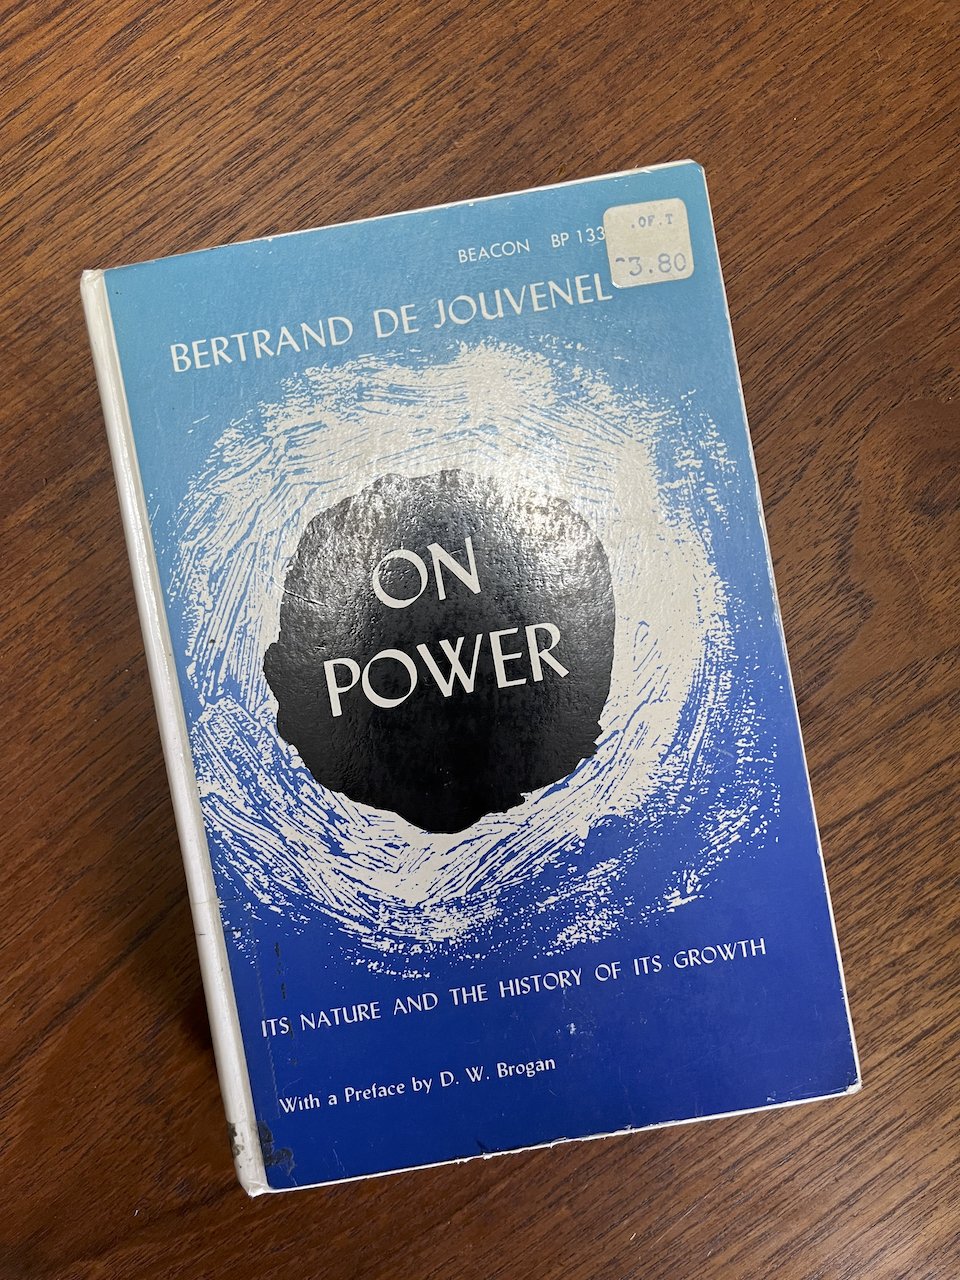 BEACON BP 133
.OF.T
3.80
BERTRAND DE JOUVENEL
ON
POWER
ITS NATURE AND THE HISTORY OF ITS GROWTH
With a Preface by D. W. Brogan